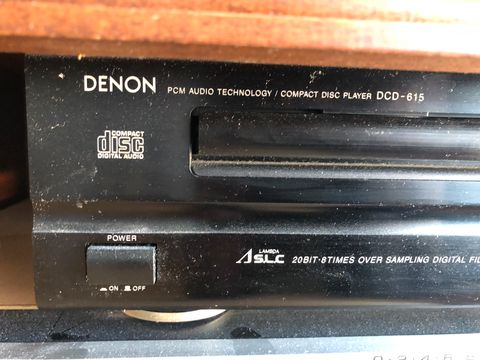 DENON PCM AUDIO TECHNOLOGY / COMPACT DISC PLAYER DCD-615
COMPACT
disc
DIGITAL AUDIO
POWER
ON OFF
LAMBDA
S.L.C 20BIT·8TIMES OVER SAMPLING DIGITAL FIL